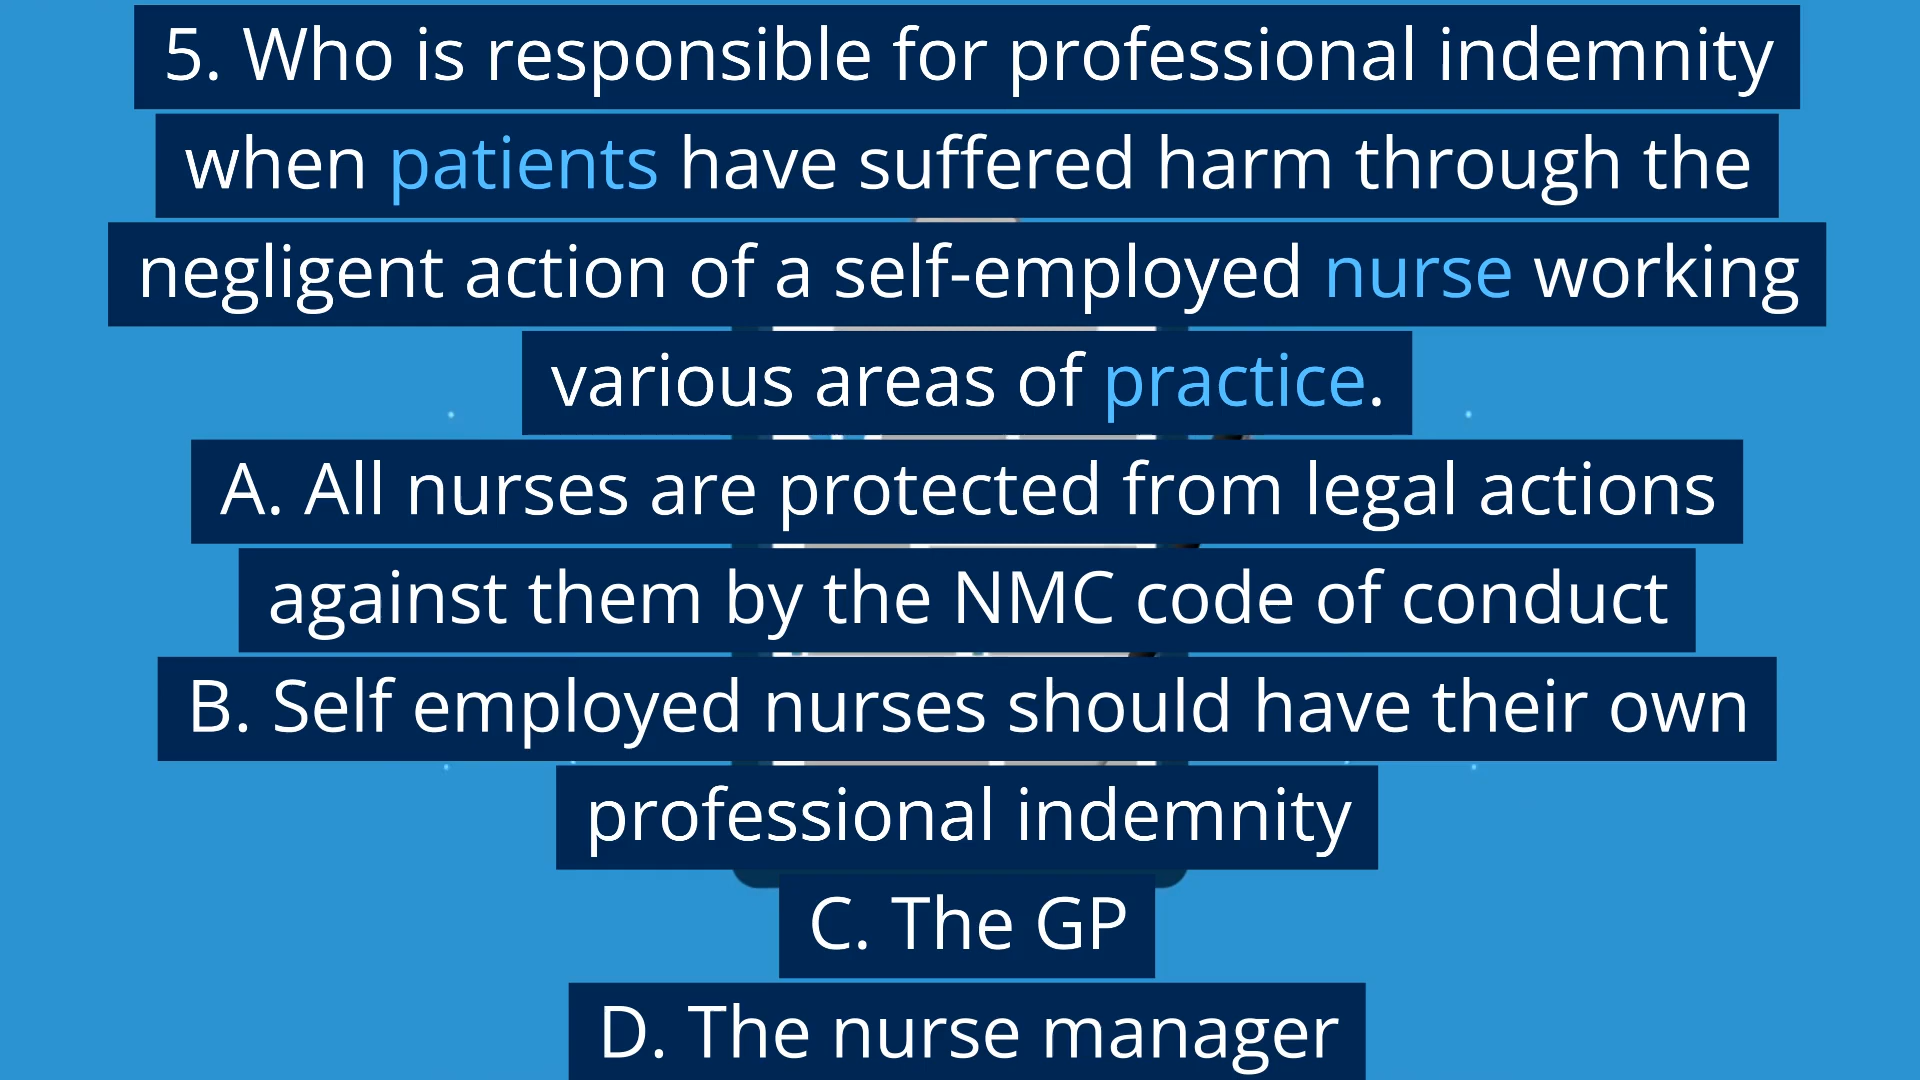 5. Who is responsible for professional indemnity
when patients have suffered harm through the
negligent action of a self-employed nurse working
various areas of practice.
A. All nurses are protected from legal actions
against them by the NMC code of conduct
B. Self employed nurses should have their own
professional indemnity
C. The GP
D. The nurse manager